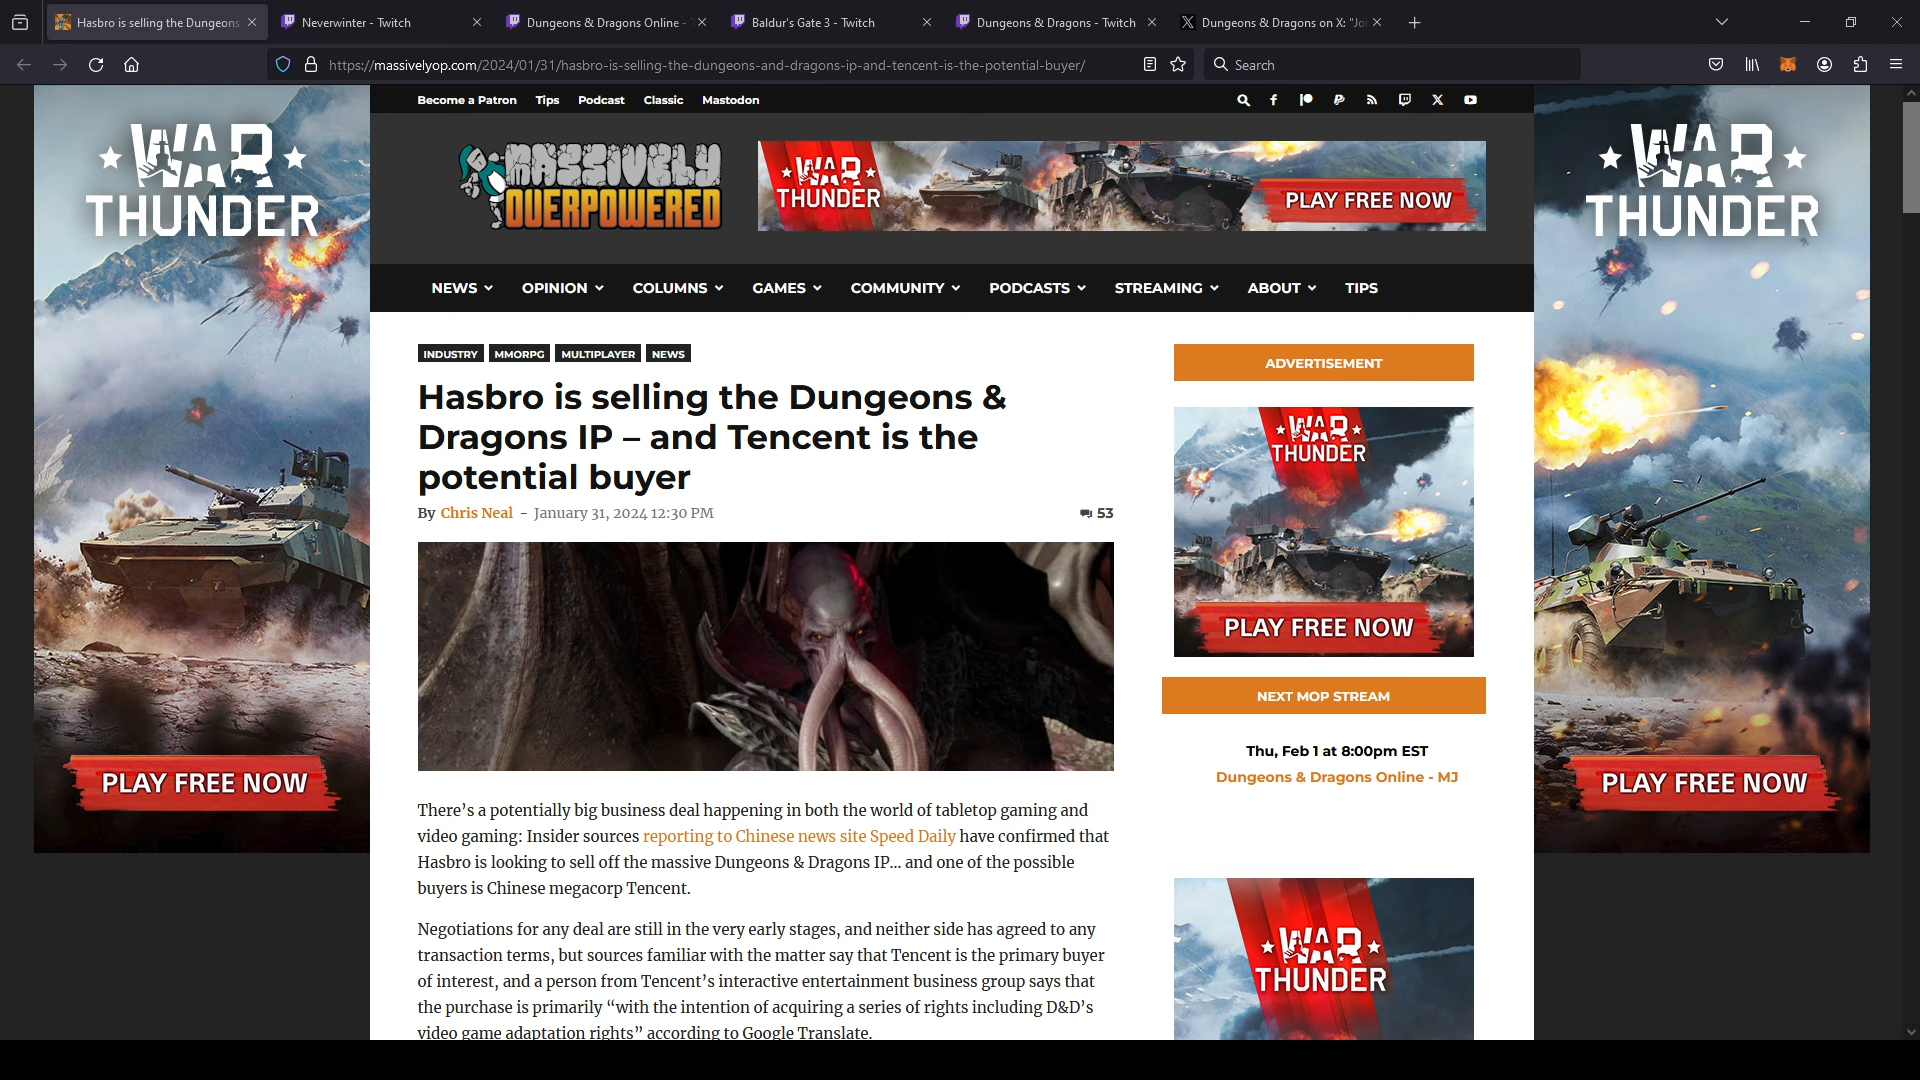 Hasbro is selling the Dungeons
Neverwinter - Twitch
Dungeons & Dragons Online -
Baldur's Gate 3 - Twitch
Dungeons & Dragons - Twitch
Dungeons & Dragons on X: "Joi
https://massivelyop.com/2024/01/31/hasbro-is-selling-the-dungeons-and-dragons-ip-and-tencent-is-the-potential-buyer/
Search
Become a Patron Tips Podcast Classic Mastodon
WAR
THUNDER
MASSIVELY
OVERPOWERED
WAR
THUNDER
PLAY FREE NOW
WAR
THUNDER
NEWS OPINION COLUMNS GAMES COMMUNITY PODCASTS STREAMING ABOUT TIPS
INDUSTRY MMORPG MULTIPLAYER NEWS
Hasbro is selling the Dungeons &
Dragons IP – and Tencent is the
potential buyer
By Chris Neal - January 31, 2024 12:30 PM
53
There's a potentially big business deal happening in both the world of tabletop gaming and
video gaming: Insider sources reporting to Chinese news site Speed Daily have confirmed that
Hasbro is looking to sell off the massive Dungeons & Dragons IP… and one of the possible
buyers is Chinese megacorp Tencent.
Negotiations for any deal are still in the very early stages, and neither side has agreed to any
transaction terms, but sources familiar with the matter say that Tencent is the primary buyer
of interest, and a person from Tencent's interactive entertainment business group says that
the purchase is primarily “with the intention of acquiring a series of rights including D&D's
video game adaptation rights” according to Google Translate.
ADVERTISEMENT
WAR
THUNDER
PLAY FREE NOW
NEXT MOP STREAM
Thu, Feb 1 at 8:00pm EST
Dungeons & Dragons Online - MJ
WAR
THUNDER
PLAY FREE NOW
PLAY FREE NOW